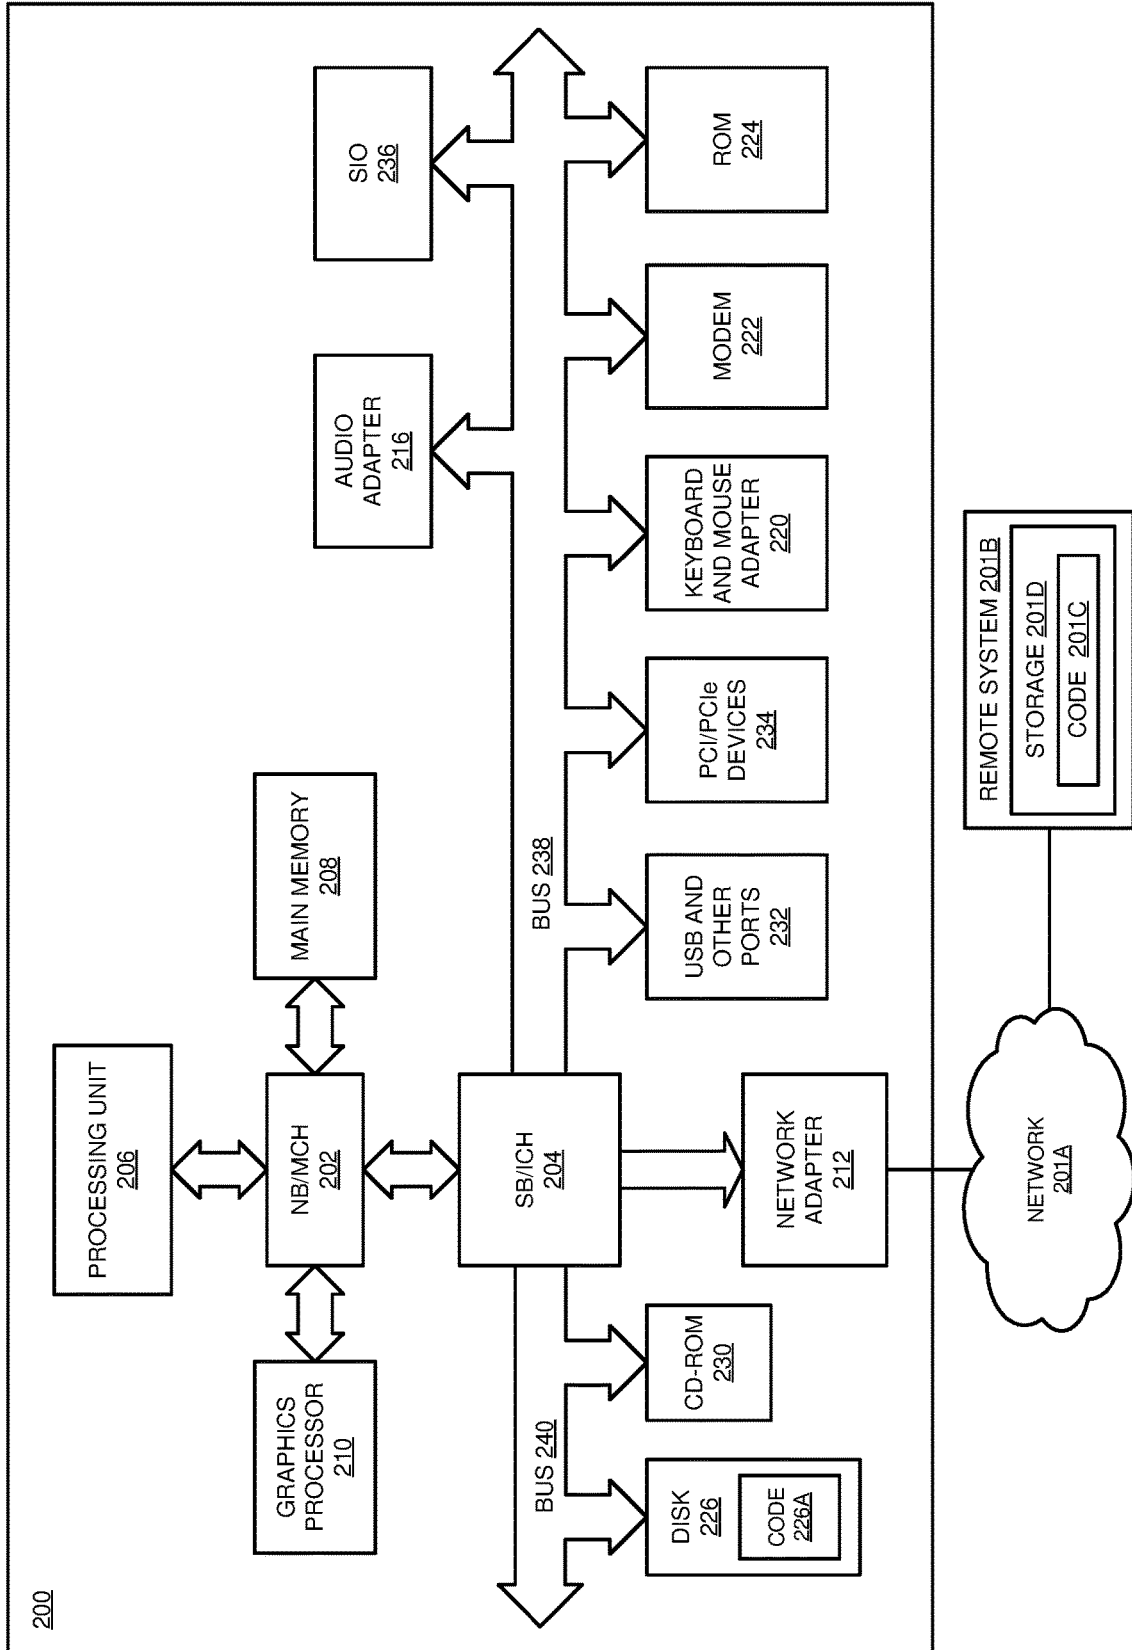 200
PROCESSING UNIT
206
GRAPHICS
PROCESSOR
210
NB/MCH
202
MAIN MEMORY
208
AUDIO
ADAPTER
216
SIO
236
SB/ICH
204
BUS 240
BUS 238
DISK
226
CODE
226A
CD-ROM
230
NETWORK
ADAPTER
212
USB AND
OTHER
PORTS
232
PCI/PCIe
DEVICES
234
KEYBOARD
AND MOUSE
ADAPTER
220
MODEM
222
ROM
224
NETWORK
201A
REMOTE SYSTEM 201B
STORAGE 201D
CODE 201C